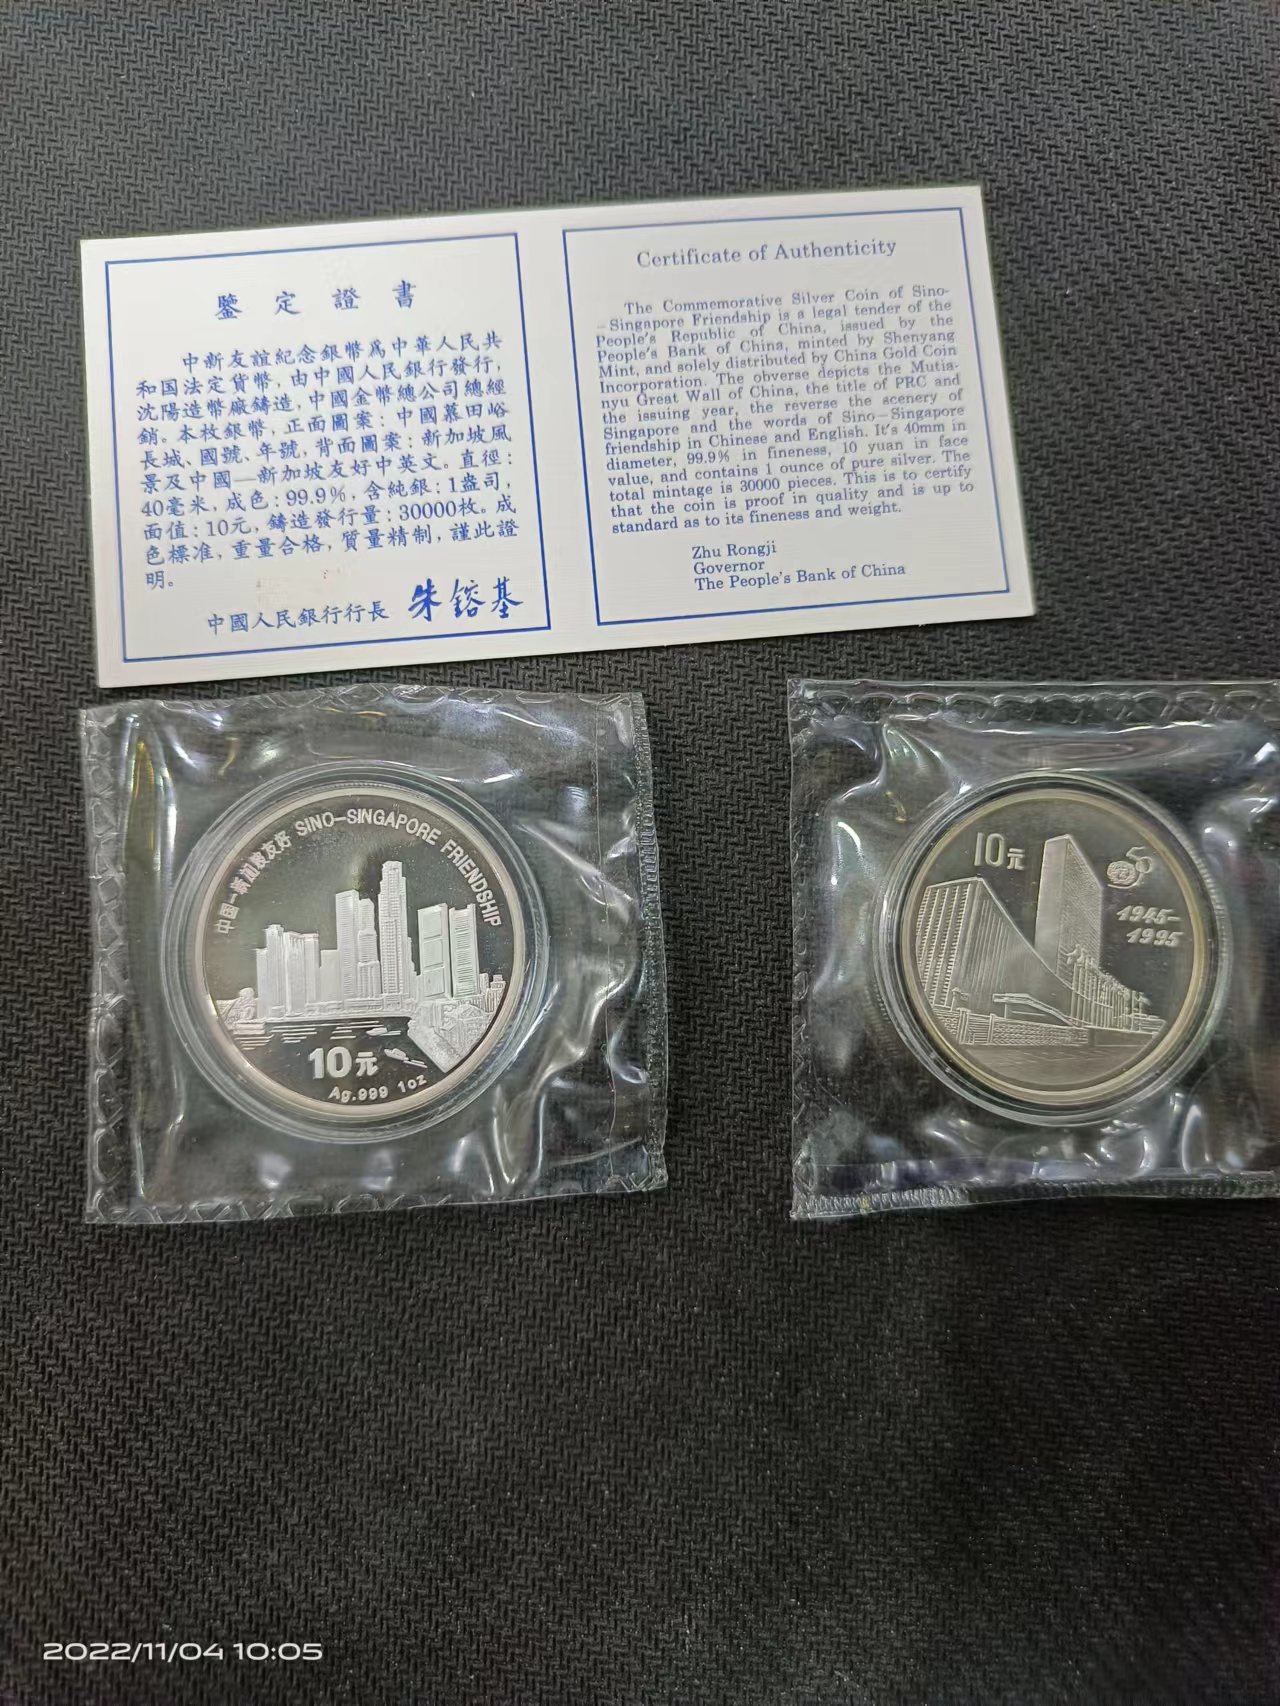 鑒定證書
中新友誼紀念銀幣爲中華人民共
和国法定貨幣,由中國人民銀行發行,
沈陽造幣廠鑄造,中國金幣總公司總經
銷。本枚銀幣,正面圖案:中國慕田峪
長城、國號、年號,背面圖案:新加坡風
景及中國—新加坡友好中英文。直徑:
40毫米,成色:99.9%,含純銀:1盎司,
面值:10元,鑄造發行量:30000枚。成
色標准,重量合格,質量精制,謹此證
明。
中國人民銀行行長 朱鎔基
Certificate of Authenticity
The Commemorative Silver Coin of Sino-
-Singapore Friendship is a legal tender of the
People's Republic of China, issued by the
People's Bank of China, minted by Shenyang
Mint, and solely distributed by China Gold Coin
Incorporation. The obverse depicts the Mutia-
nyu Great Wall of China, the title of PRC and
the issuing year, the reverse the scenery of
Singapore and the words of Sino-Singapore
friendship in Chinese and English. It's 40mm in
diameter, 99.9% in fineness, 10 yuan in face
value, and contains 1 ounce of pure silver. The
total mintage is 30000 pieces. This is to certify
that the coin is proof in quality and is up to
standard as to its fineness and weight.
Zhu Rongji
Governor
The People's Bank of China
中國-新加坡友好 SINO-SINGAPORE FRIENDSHIP
10元
Ag.999 1oz
10元
50
1945-
1995
2022/11/04 10:05